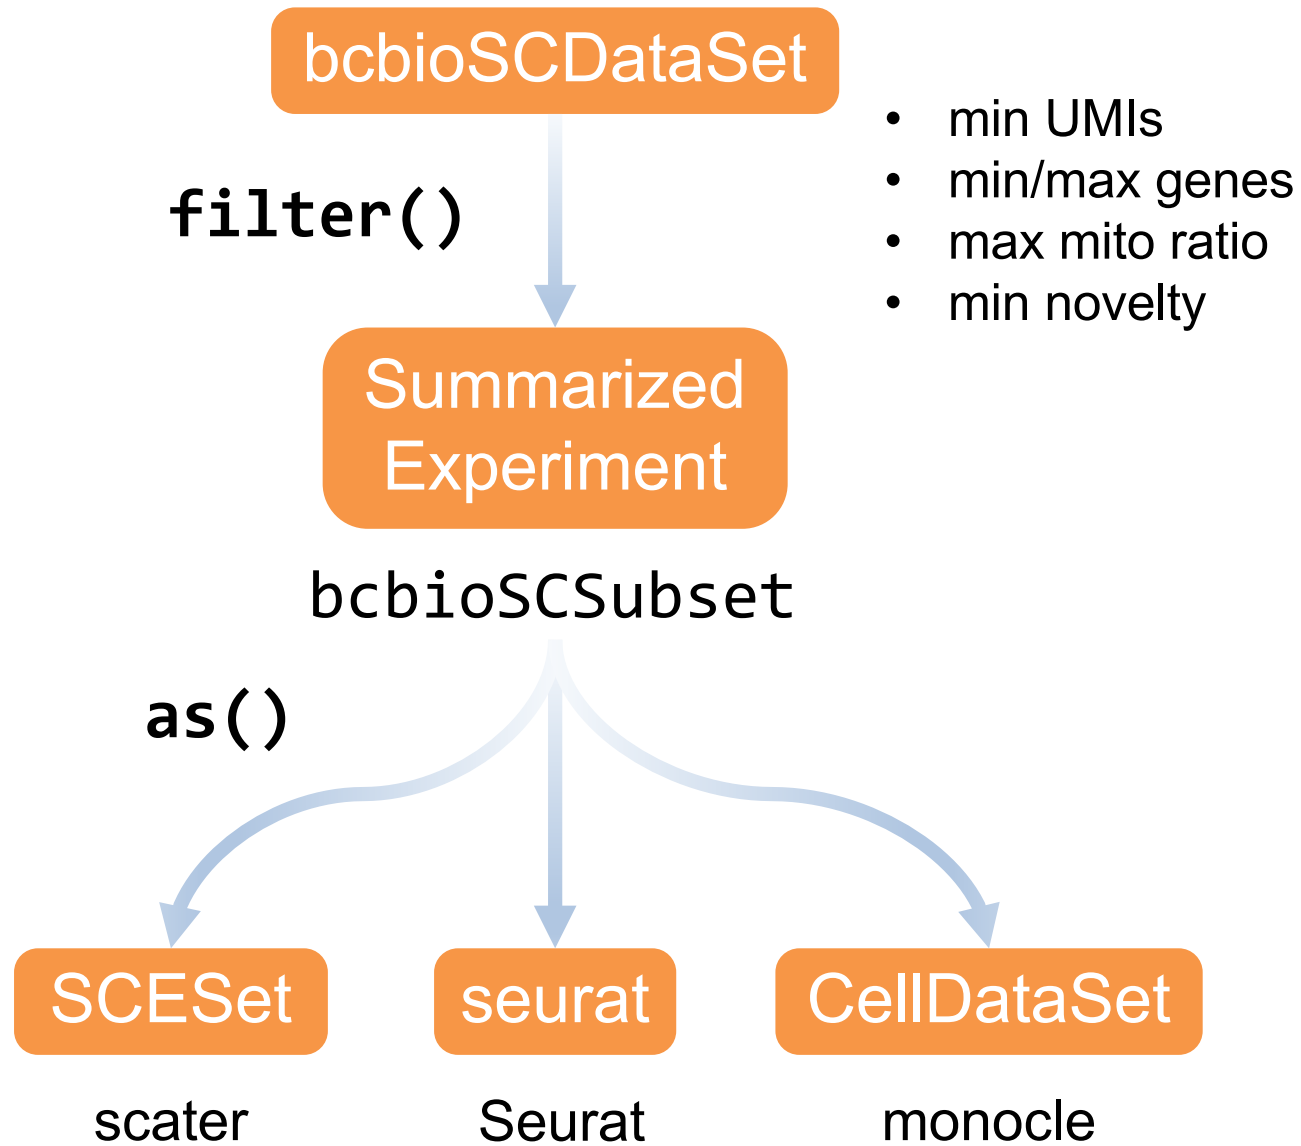 bcbioSCDataSet
• min UMIs
• min/max genes
• max mito ratio
• min novelty
filter()
Summarized
Experiment
bcbioSCSubset
as()
SCESet
seurat
CellDataSet
scater
Seurat
monocle